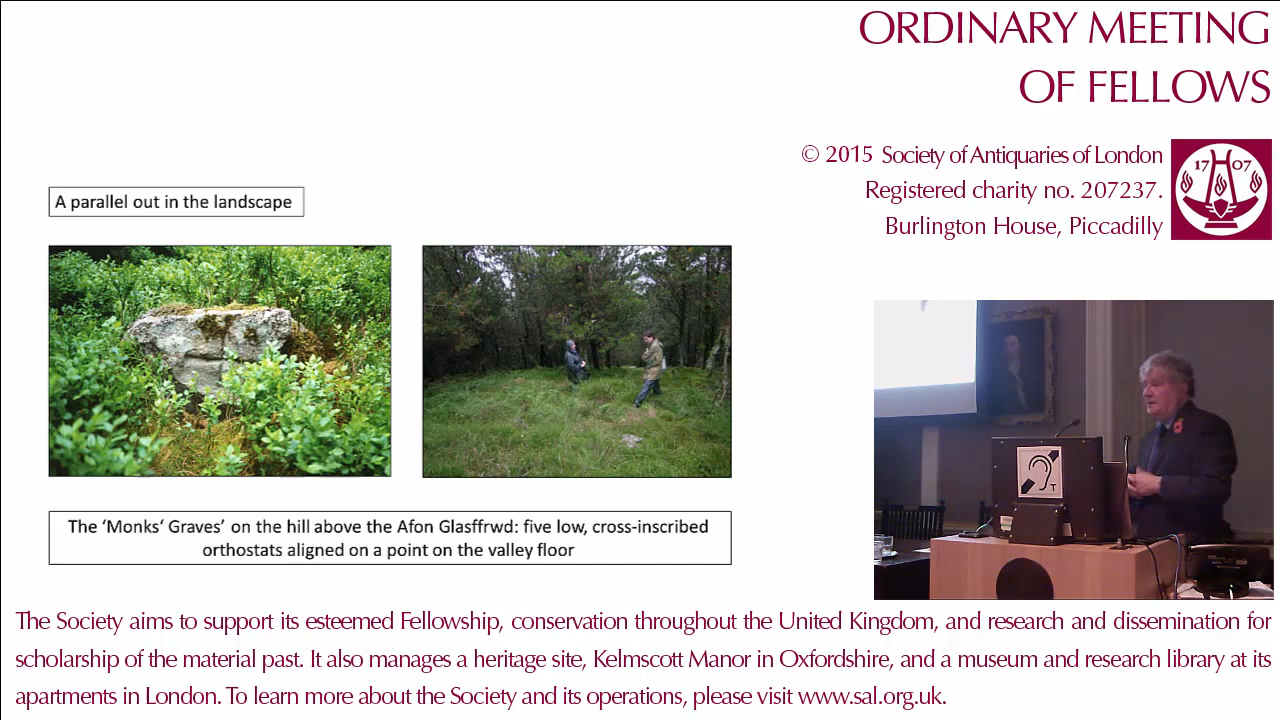 ORDINARY MEETING
OF FELLOWS
© 2015 Society of Antiquaries of London
Registered charity no. 207237.
Burlington House, Piccadilly
17 07
A parallel out in the landscape
The ‘Monks‘ Graves’ on the hill above the Afon Glasffrwd: five low, cross-inscribed
orthostats aligned on a point on the valley floor
T
The Society aims to support its esteemed Fellowship, conservation throughout the United Kingdom, and research and dissemination for
scholarship of the material past. It also manages a heritage site, Kelmscott Manor in Oxfordshire, and a museum and research library at its
apartments in London. To learn more about the Society and its operations, please visit www.sal.org.uk.